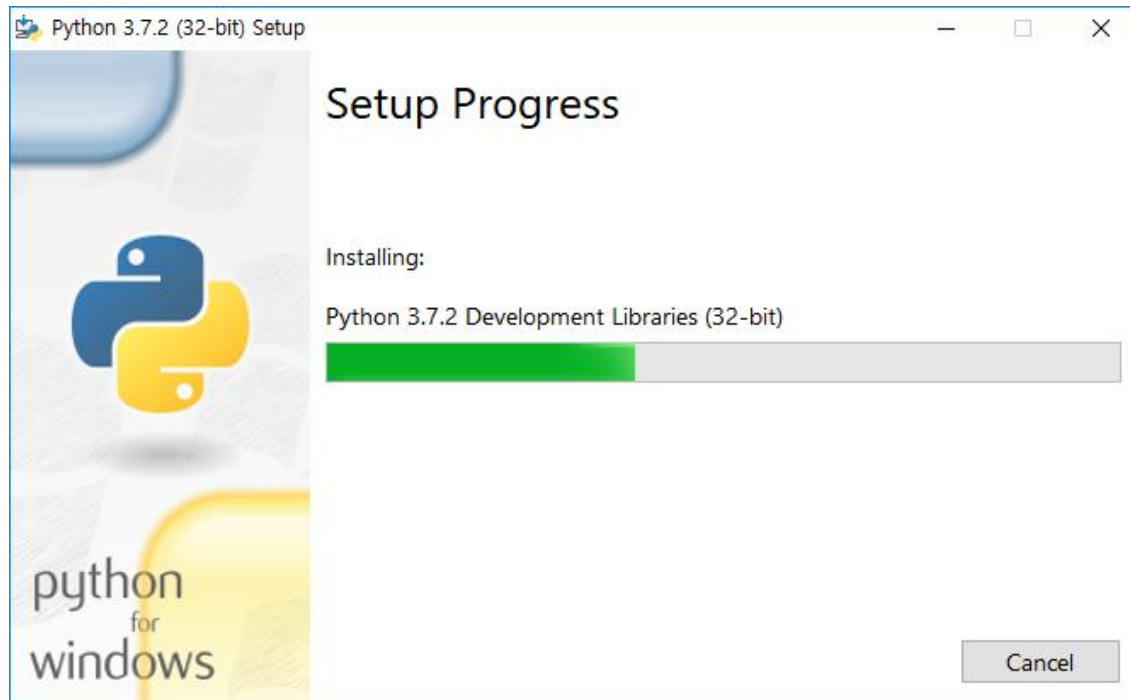 Python 3.7.2 (32-bit) Setup
Setup Progress
Installing:
Python 3.7.2 Development Libraries (32-bit)
python
for
windows
Cancel